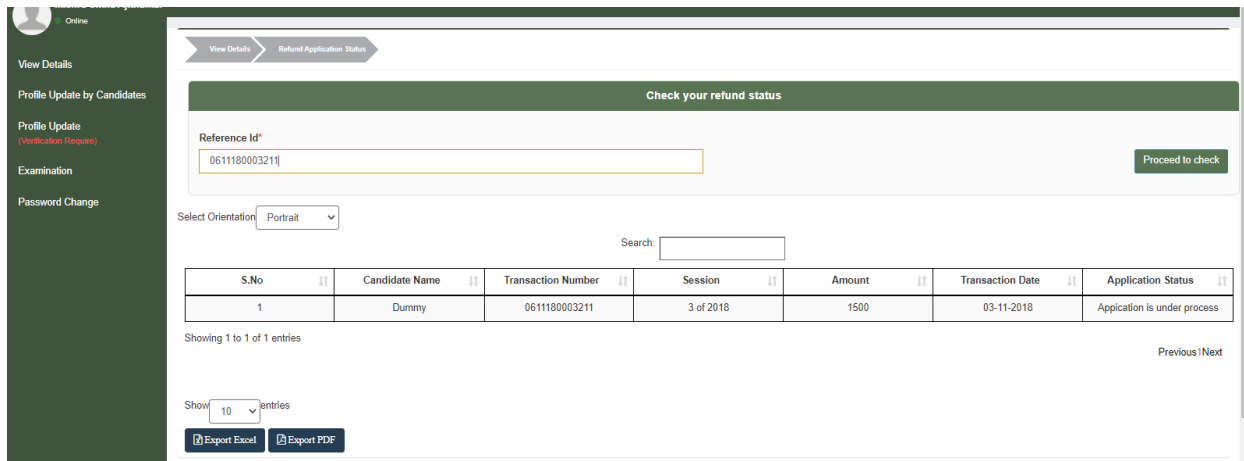 Online
View Details
Profile Update by Candidates
Profile Update
(Verification Require)
Examination
Password Change
View Details Refund Application Status
Check your refund status
Reference Id*
0611180003211
Proceed to check
Select Orientation Portrait
Search:
S.No Candidate Name Transaction Number Session Amount Transaction Date Application Status
1 Dummy 0611180003211 3 of 2018 1500 03-11-2018 Appication is under process
Showing 1 to 1 of 1 entries
Previous1Next
Show 10 entries
Export Excel Export PDF